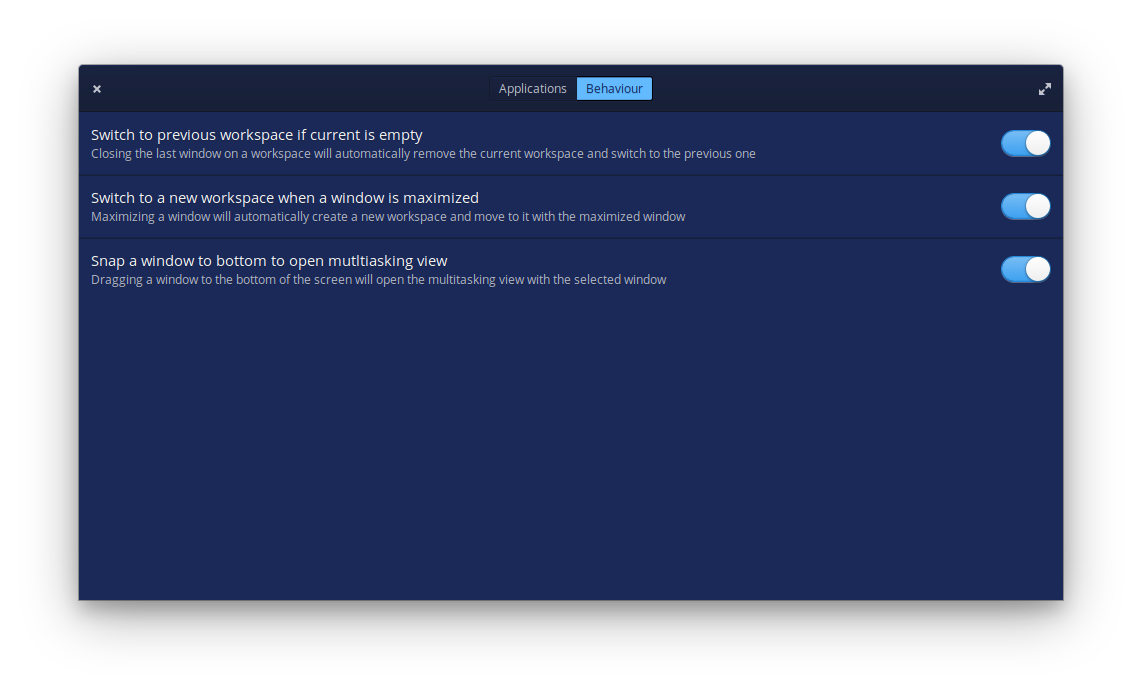 Applications Behaviour
Switch to previous workspace if current is empty
Closing the last window on a workspace will automatically remove the current workspace and switch to the previous one
Switch to a new workspace when a window is maximized
Maximizing a window will automatically create a new workspace and move to it with the maximized window
Snap a window to bottom to open mutltiasking view
Dragging a window to the bottom of the screen will open the multitasking view with the selected window